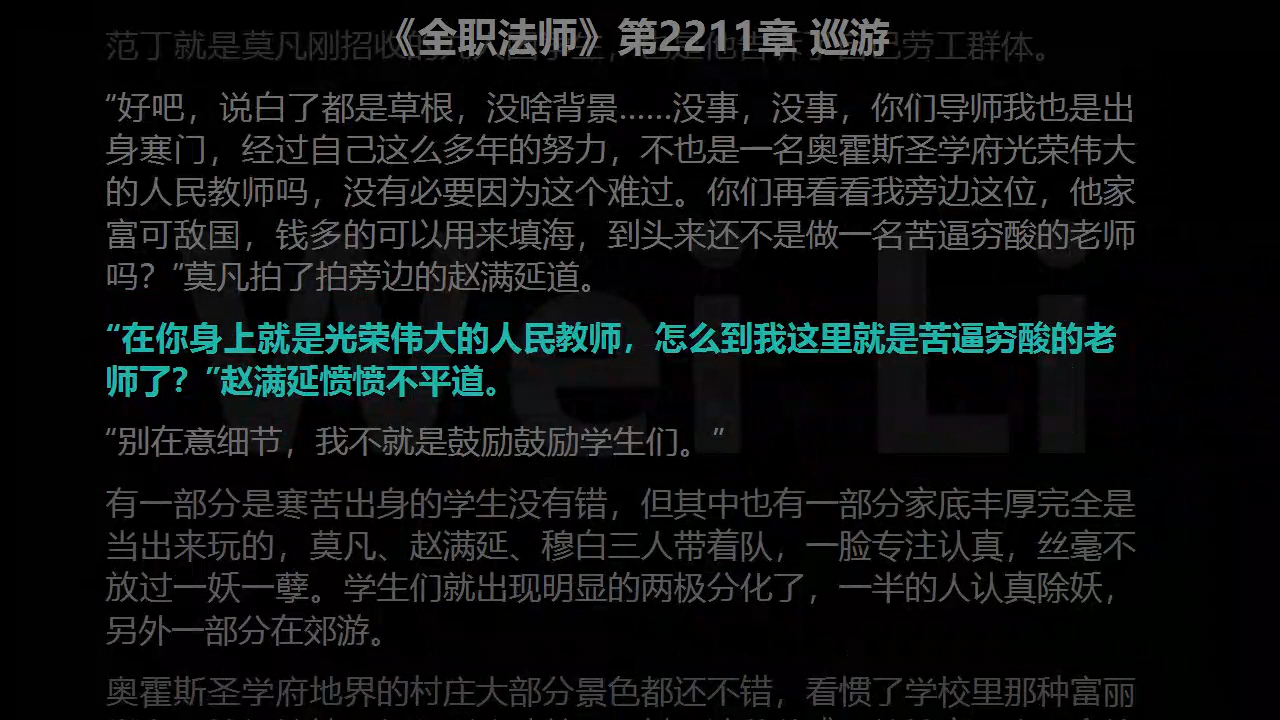 《全职法师》第2211章 巡游
范丁就是莫凡刚招收的
劳工群体。
“好吧，说白了都是草根，没啥背景……没事，没事，你们导师我也是出
身寒门，经过自己这么多年的努力，不也是一名奥霍斯圣学府光荣伟大
的人民教师吗，没有必要因为这个难过。你们再看看我旁边这位，他家
富可敌国，钱多的可以用来填海，到头来还不是做一名苦逼穷酸的老师
吗？”莫凡拍了拍旁边的赵满延道。
“在你身上就是光荣伟大的人民教师，怎么到我这里就是苦逼穷酸的老
师了？”赵满延愤愤不平道。
“别在意细节，我不就是鼓励鼓励学生们。”
有一部分是寒苦出身的学生没有错，但其中也有一部分家底丰厚完全是
当出来玩的，莫凡、赵满延、穆白三人带着队，一脸专注认真，丝毫不
放过一妖一孽。学生们就出现明显的两极分化了，一半的人认真除妖，
另外一部分在郊游。
奥霍斯圣学府地界的村庄大部分景色都还不错，看惯了学校里那种富丽
Wei Li